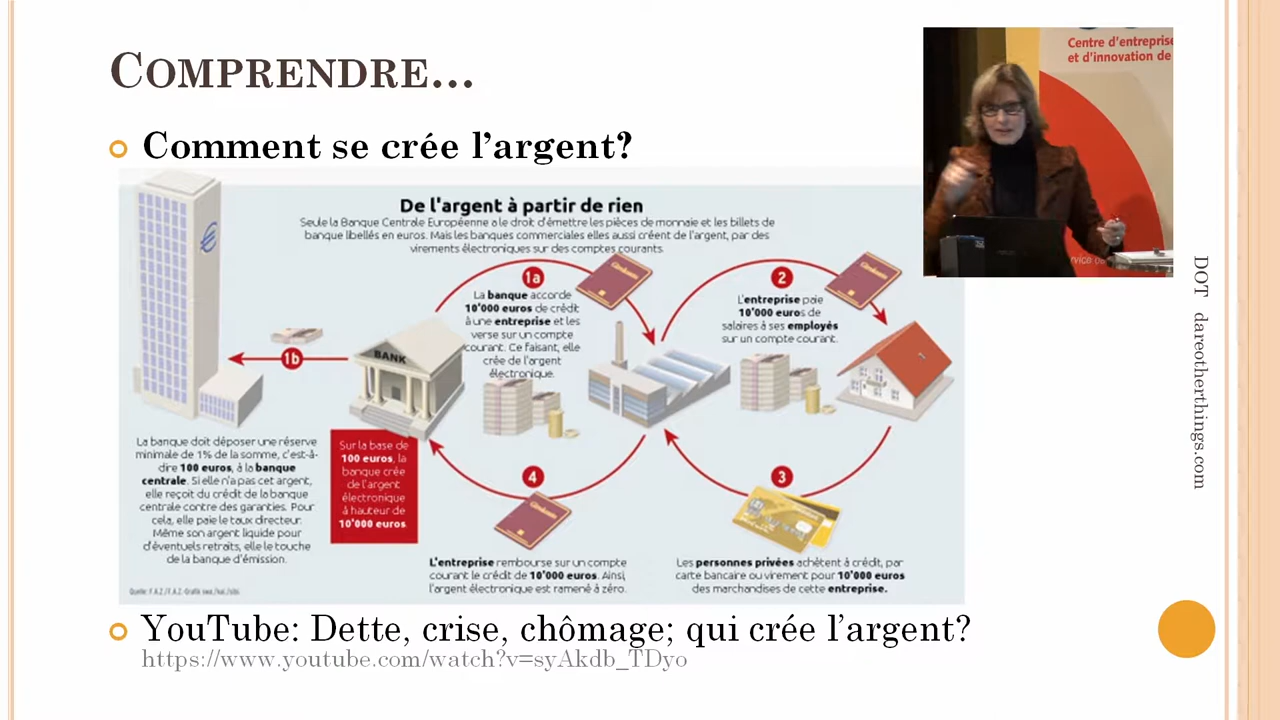 COMPRENDRE...
Comment se crée l'argent?
De l'argent à partir de rien
Seule la Banque Centrale Européenne a le droit d'émettre les pièces de monnaie et les billets de
banque libellés en euros. Mais les banques commerciales elles aussi créent de l'argent, par des
virements électroniques sur des comptes courants.
1a
La banque accorde
10'000 euros de crédit
à une entreprise et les
verse sur un compte
courant. Ce faisant, elle
crée de l'argent
électronique.
2
L'entreprise paie
10'000 euros de
salaires à ses employés
sur un compte courant.
1b
BANK
La banque doit déposer une réserve
minimale de 1% de la somme, c'est-à-
dire 100 euros, à la banque
centrale. Si elle n'a pas cet argent,
elle reçoit du crédit de la banque
centrale contre des garanties. Pour
cela, elle paie le taux directeur.
Même son argent liquide pour
d'éventuels retraits, elle le touche
de la banque d'émission.
Sur la base de
100 euros, la
banque crée
de l'argent
électronique
à hauteur de
10'000 euros
4
L'entreprise rembourse sur un compte
courant le crédit de 10'000 euros. Ainsi,
l'argent électronique est ramené à zéro.
3
Les personnes privées achètent à crédit, par
carte bancaire ou virement pour 10'000 euros
des marchandises de cette entreprise.
YouTube: Dette, crise, chômage; qui crée l'argent?
https://www.youtube.com/watch?v=syAkdb_TDyo
Centre d'entreprise
et d'innovation de
DOT dareotherthings.com